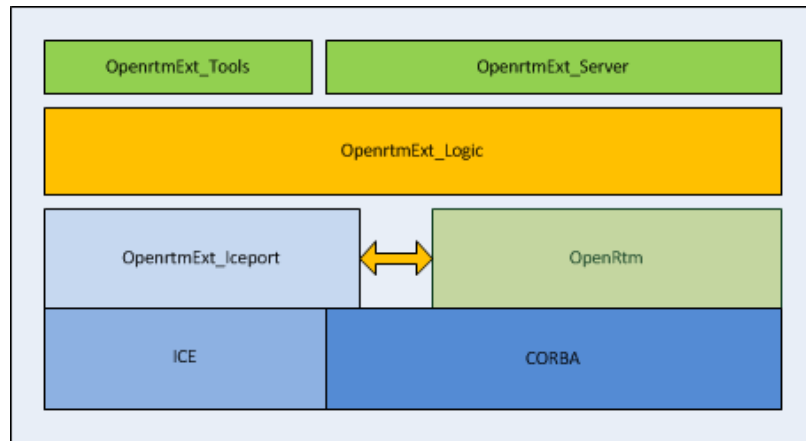 OpenrtmExt_Tools
OpenrtmExt_Server
OpenrtmExt_Logic
OpenrtmExt_Iceport
OpenRtm
ICE
CORBA